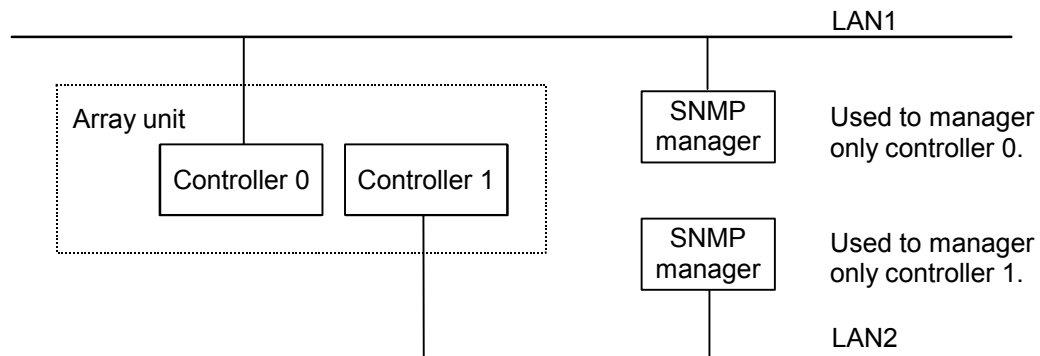 LAN1
Array unit
Controller 0
Controller 1
SNMP
manager
Used to manager
only controller 0.
SNMP
manager
Used to manager
only controller 1.
LAN2